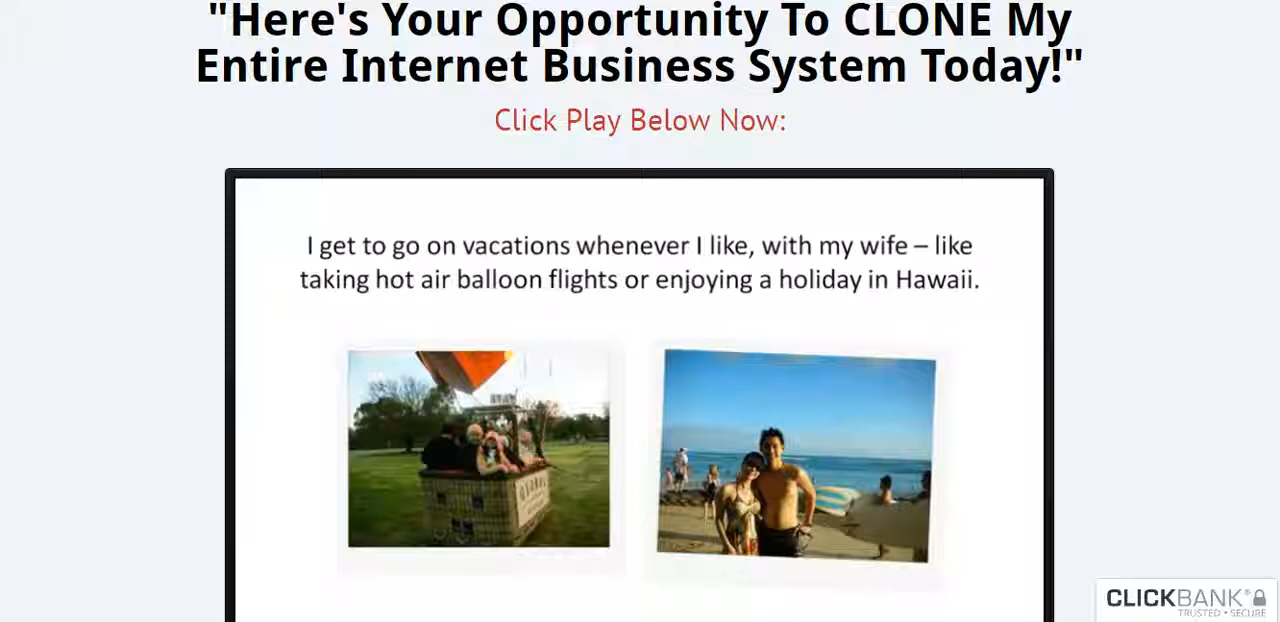 "Here's Your Opportunity To CLONE My
Entire Internet Business System Today!"
Click Play Below Now:
I get to go on vacations whenever I like, with my wife – like
taking hot air balloon flights or enjoying a holiday in Hawaii.
GLOBAL
CLICKBANK®
TRUSTED • SECURE